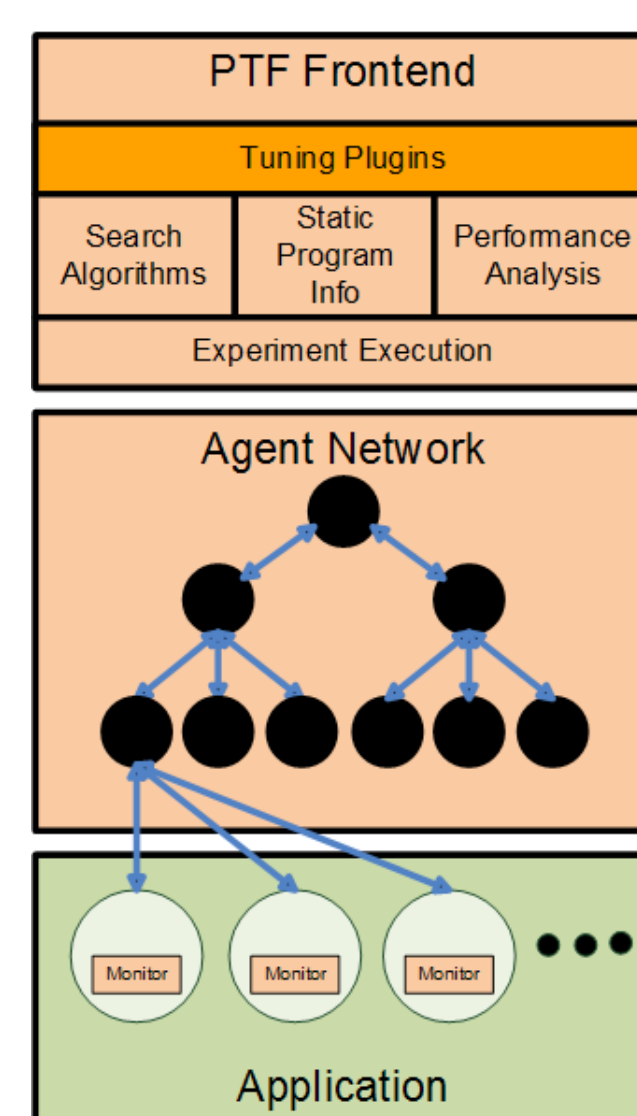 PTF Frontend
Tuning Plugins
Search
Algorithms
Static
Program
Info
Performance
Analysis
Experiment Execution
Agent Network
Monitor
Monitor
Monitor
Application